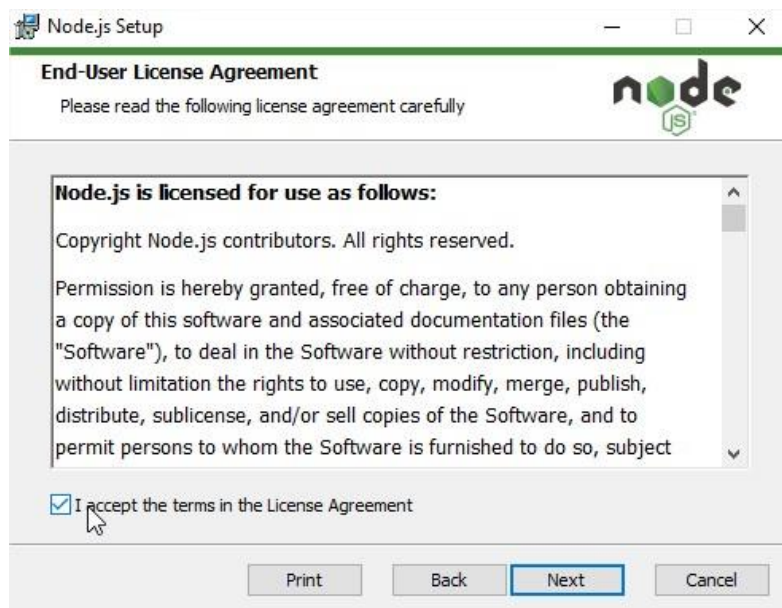 Node.js Setup
End-User License Agreement
Please read the following license agreement carefully
node
JS
Node.js is licensed for use as follows:
Copyright Node.js contributors. All rights reserved.
Permission is hereby granted, free of charge, to any person obtaining
a copy of this software and associated documentation files (the
"Software"), to deal in the Software without restriction, including
without limitation the rights to use, copy, modify, merge, publish,
distribute, sublicense, and/or sell copies of the Software, and to
permit persons to whom the Software is furnished to do so, subject
I accept the terms in the License Agreement
Print
Back
Next
Cancel